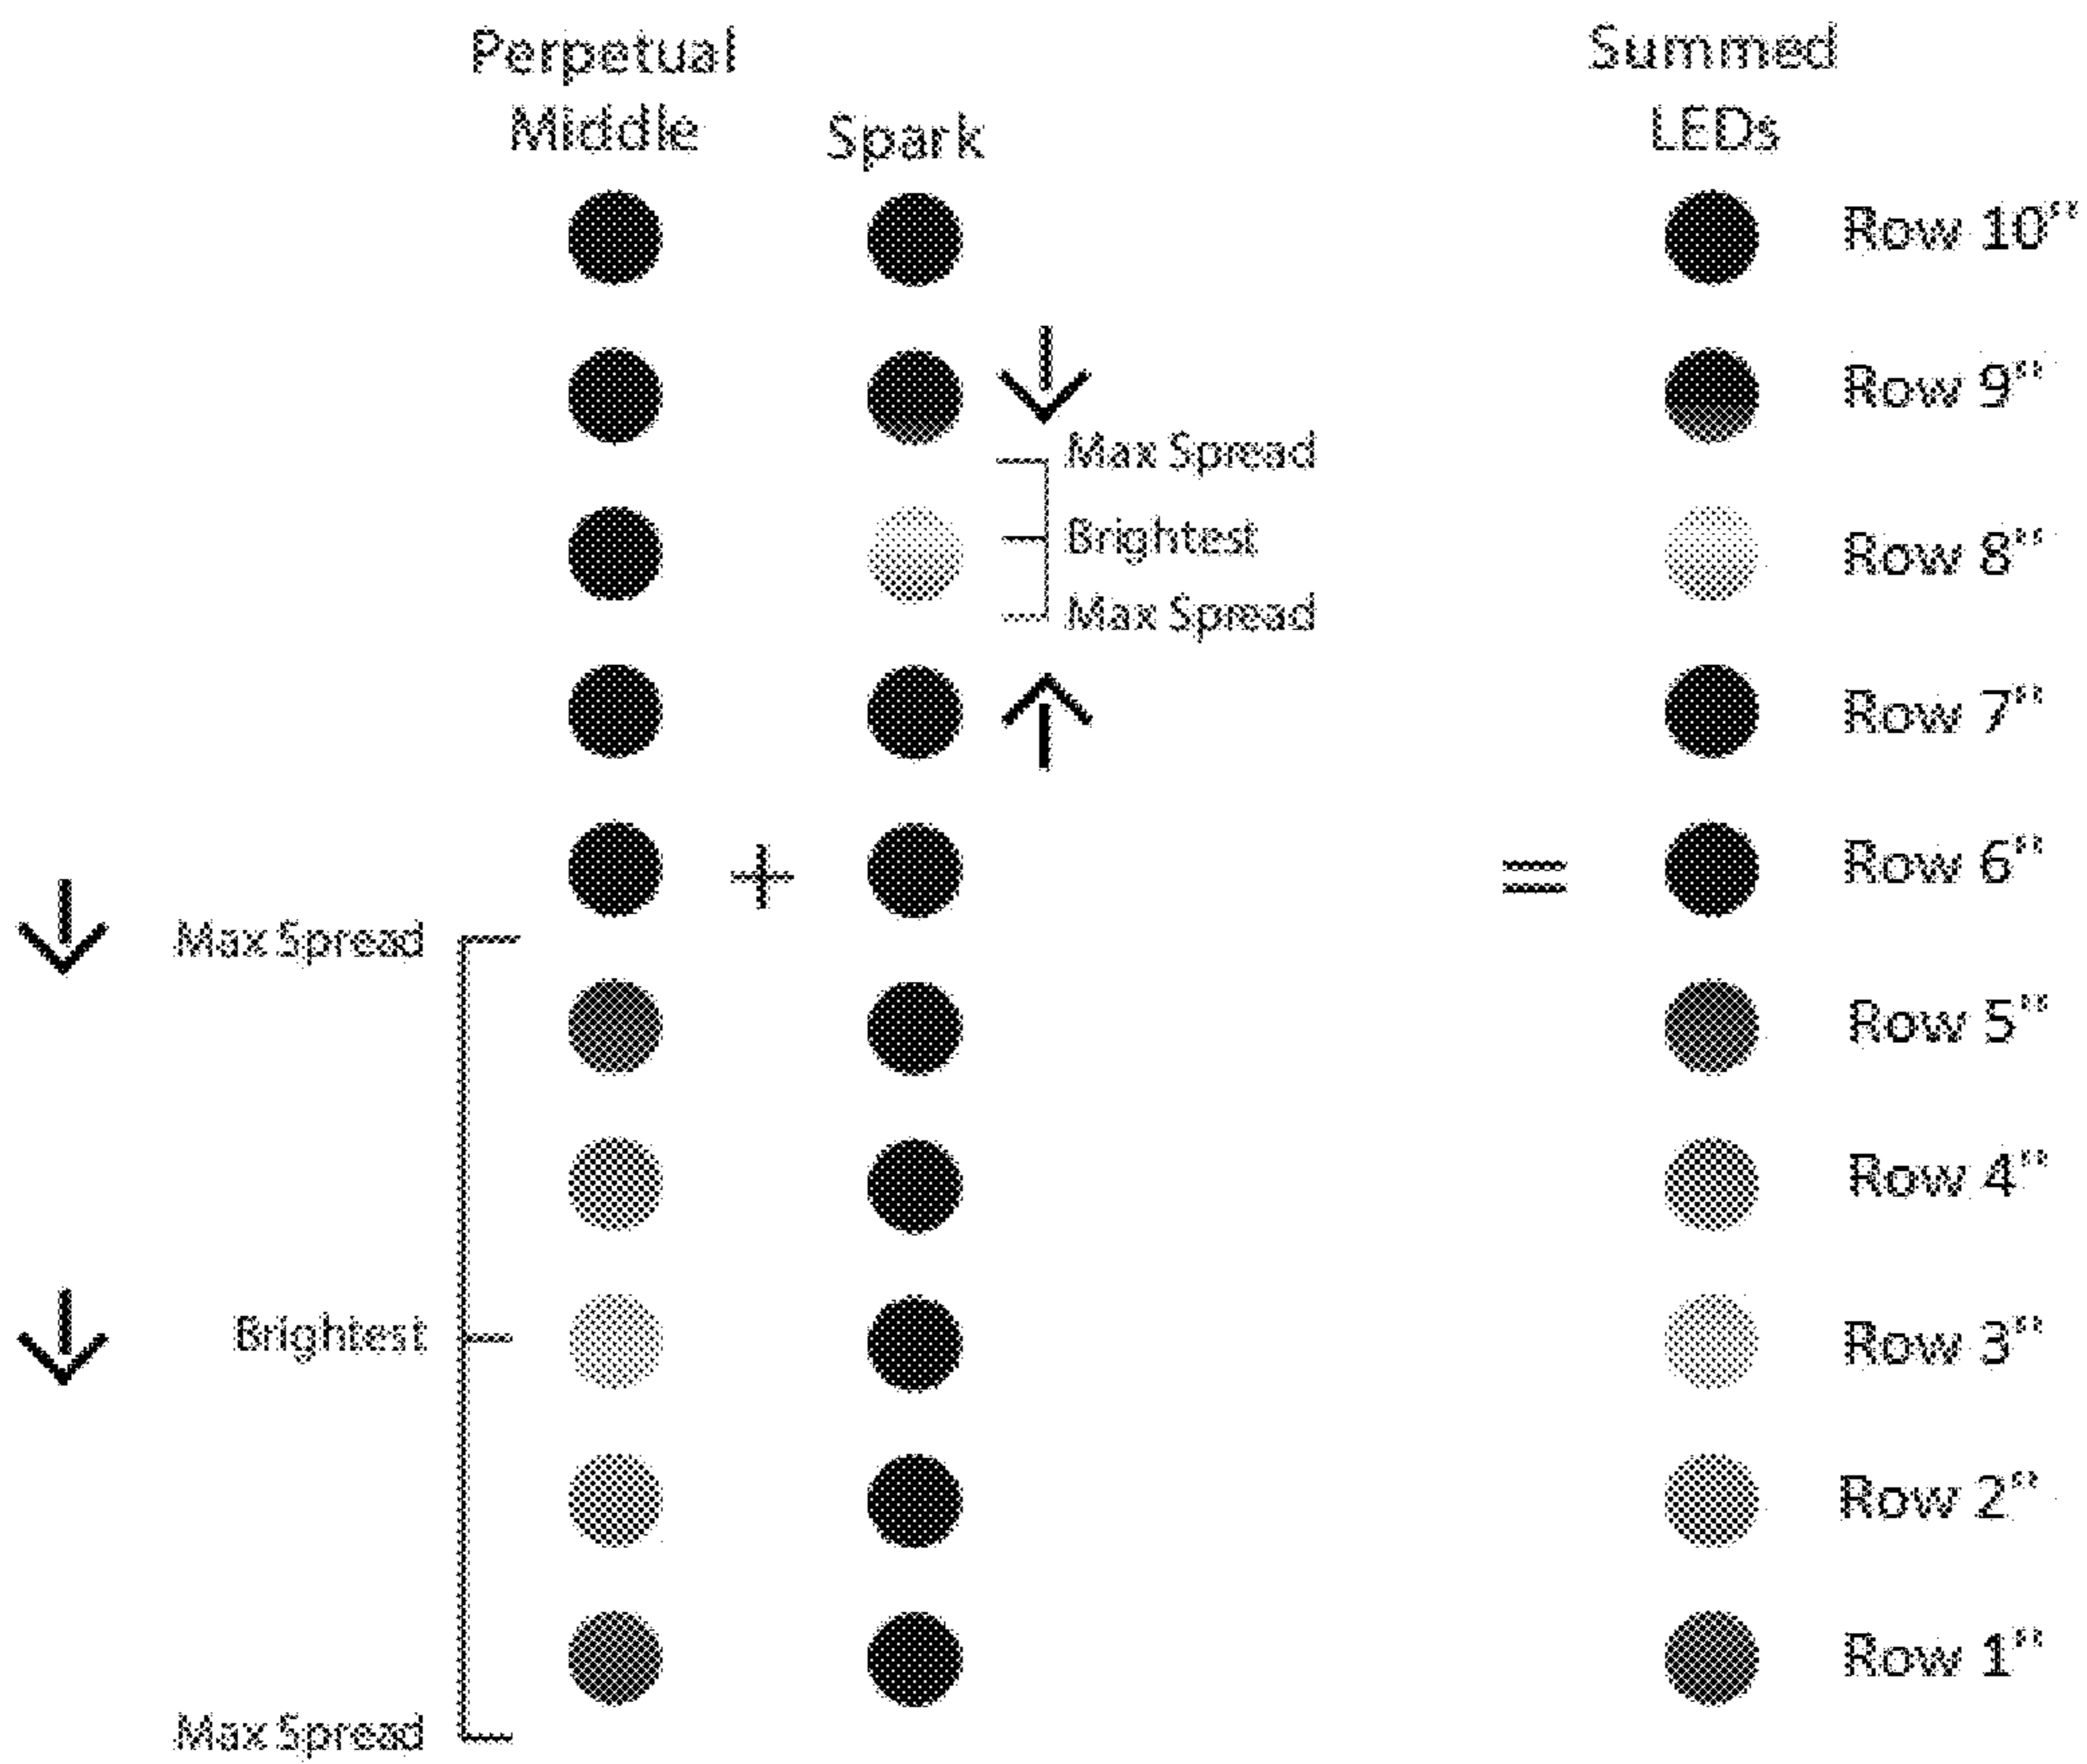 Perpetual
Middle
Spark
Summed
LEDs
Row 10"
Row 9"
Max Spread
Brightest
Row 8"
Max Spread
Row 7"
+
=
Row 6"
Max Spread
Row 5"
Row 4"
Brightest
Row 3"
Row 2"
Row 1"
Max Spread